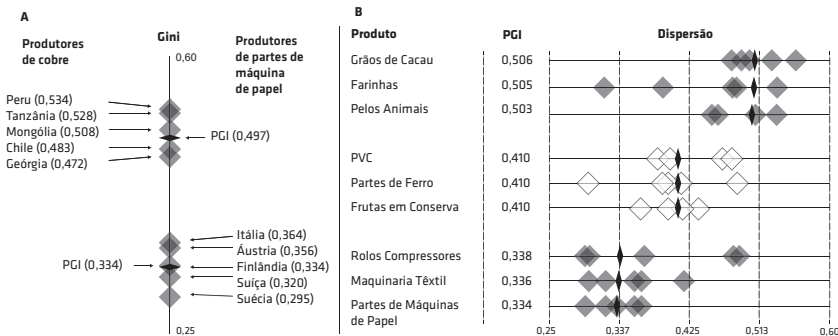 A
Gini
Produtores
de cobre
Produtores
de partes de
máquina
de papel
0,60
Peru (0,534)
Tanzânia (0,528)
Mongólia (0,508)
Chile (0,483)
Geórgia (0,472)
PGI (0,497)
PGI (0,334)
Itália (0,364)
Áustria (0,356)
Finlândia (0,334)
Suíça (0,320)
Suécia (0,295)
0,25
B
Produto PGI Dispersão
Grãos de Cacau 0,506
Farinhas 0,505
Pelos Animais 0,503
PVC 0,410
Partes de Ferro 0,410
Frutas em Conserva 0,410
Rolos Compressores 0,338
Maquinaria Têxtil 0,336
Partes de Máquinas 0,334
de Papel
0,25 0,337 0,425 0,513 0,60